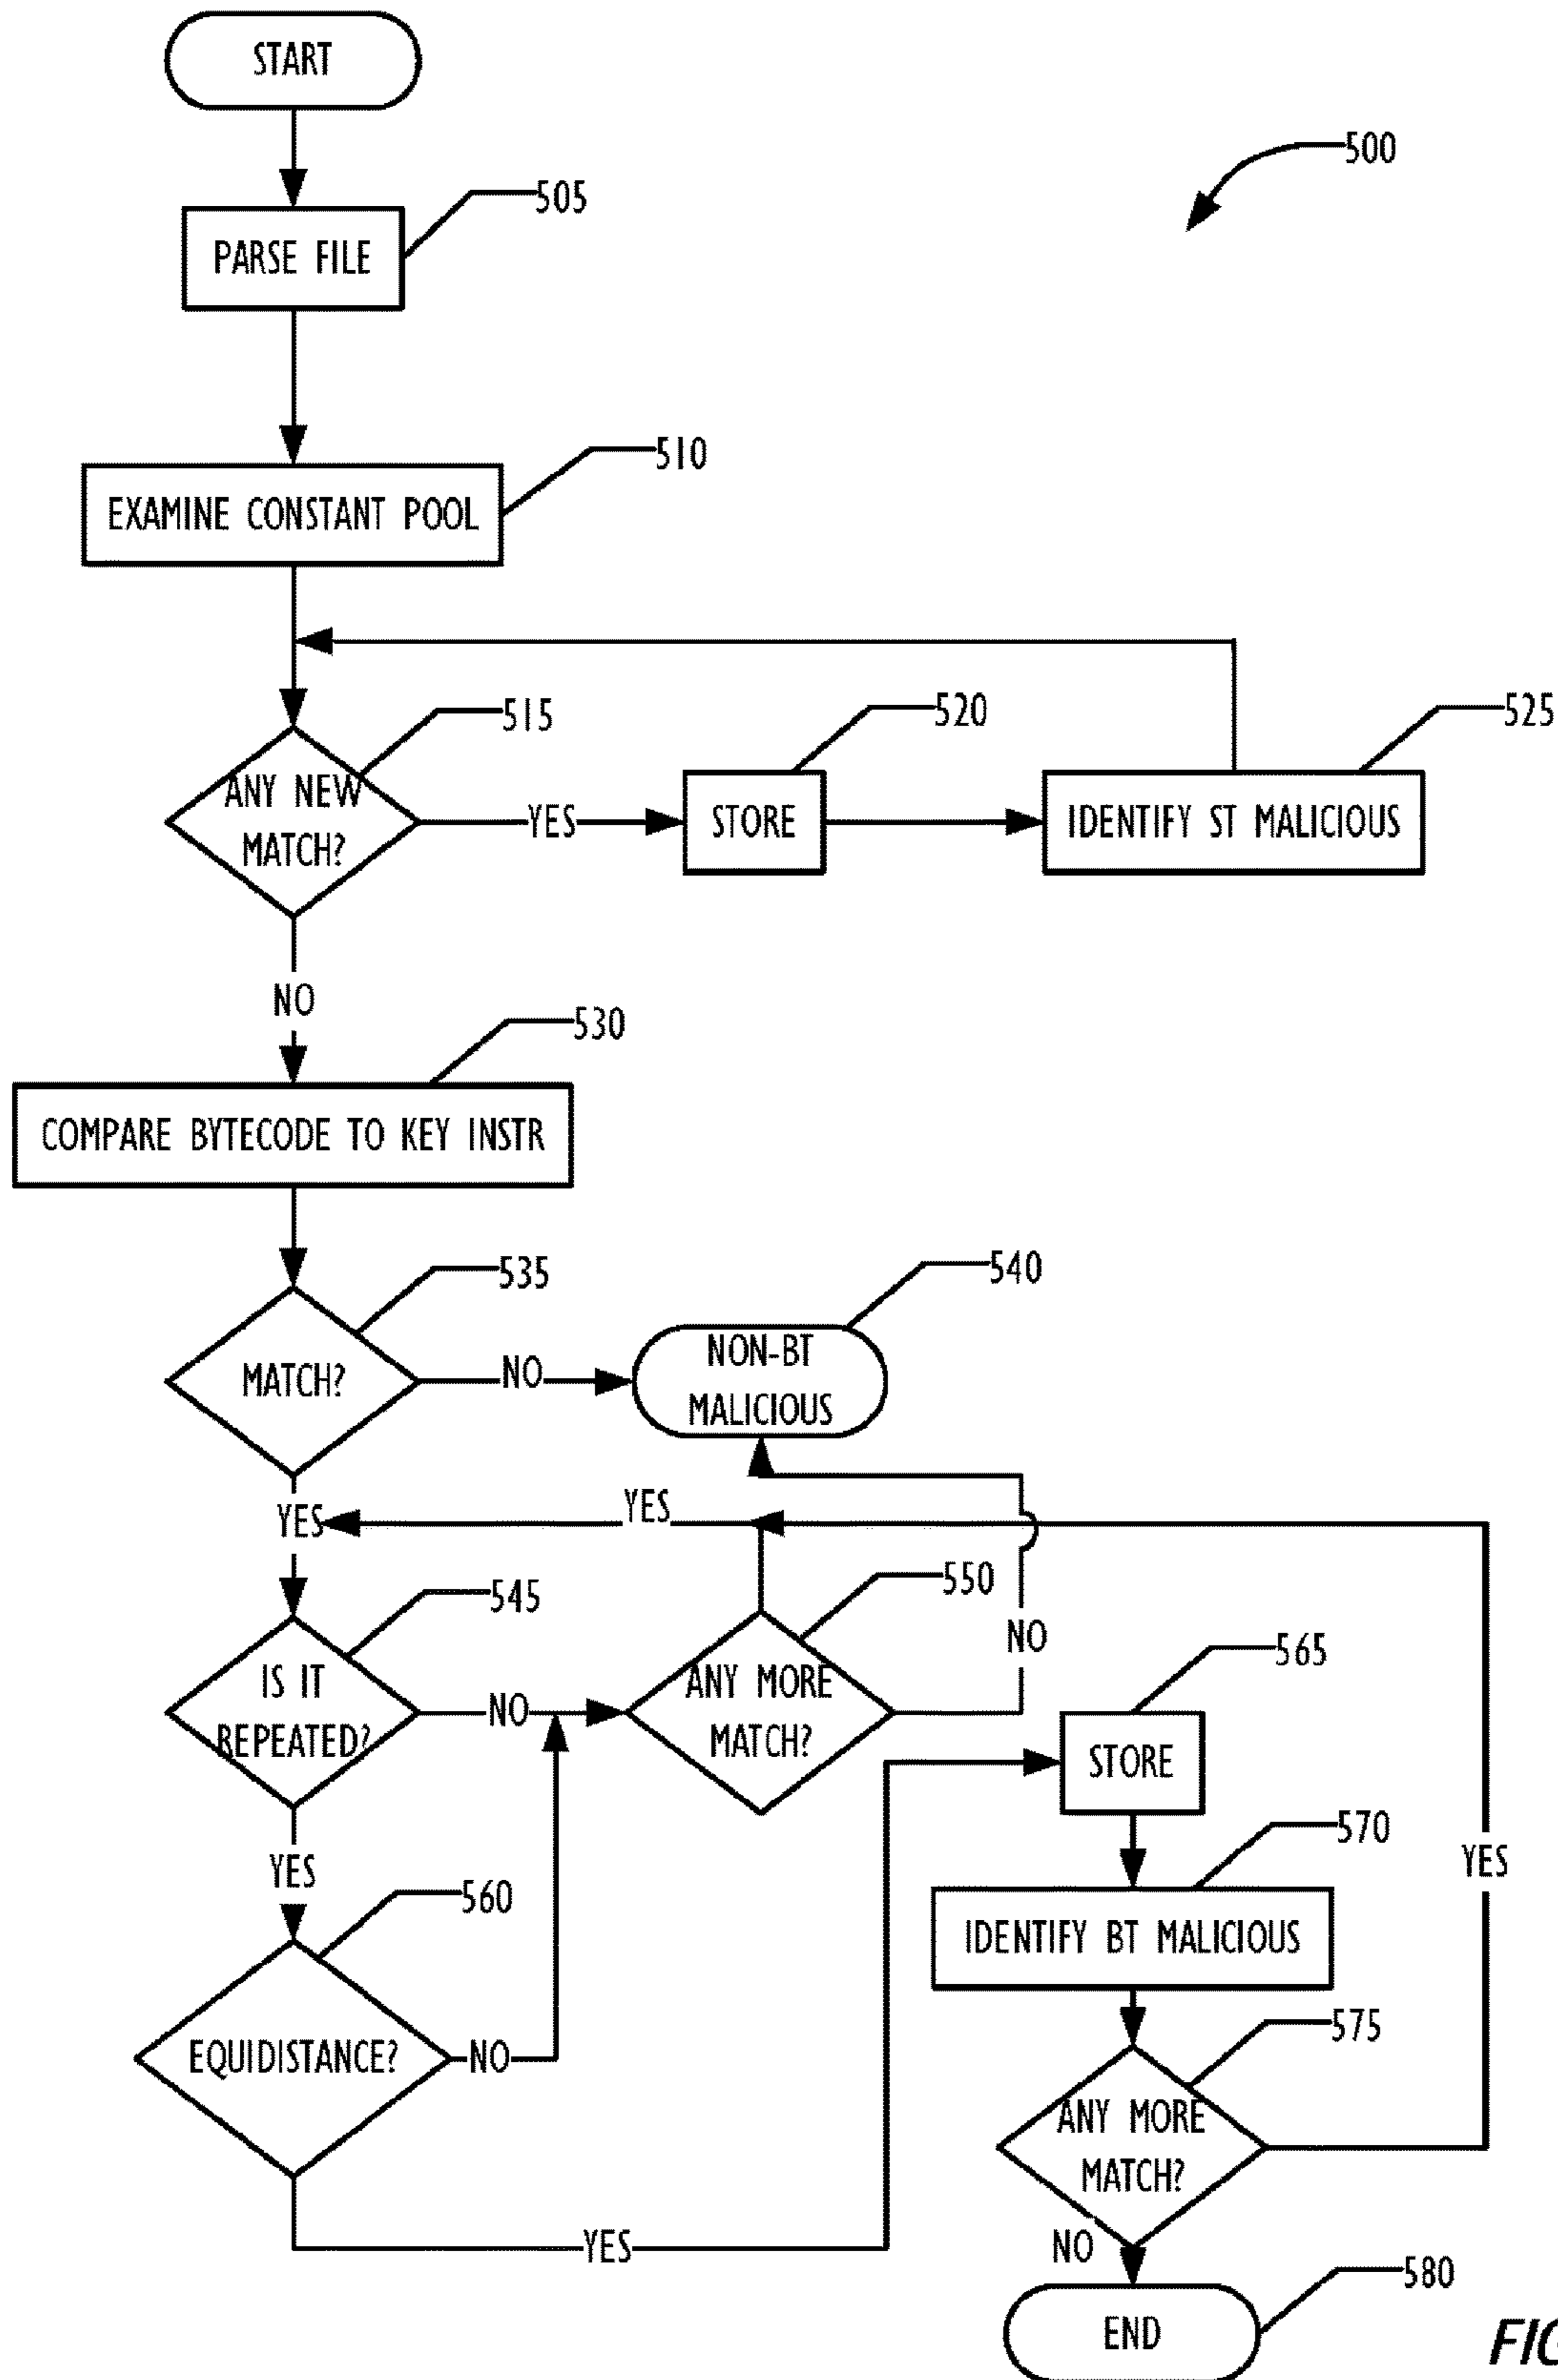 START
500
505
PARSE FILE
510
EXAMINE CONSTANT POOL
515
520
525
ANY NEW
MATCH?
YES
STORE
IDENTIFY ST MALICIOUS
NO
530
COMPARE BYTECODE TO KEY INSTR
535
540
MATCH?
NO
NON-BT
MALICIOUS
YES
YES
545
550
NO
565
IS IT
REPEATED?
NO
ANY MORE
MATCH?
STORE
YES
570
YES
560
IDENTIFY BT MALICIOUS
575
EQUIDISTANCE?
NO
ANY MORE
MATCH?
YES
NO
580
END